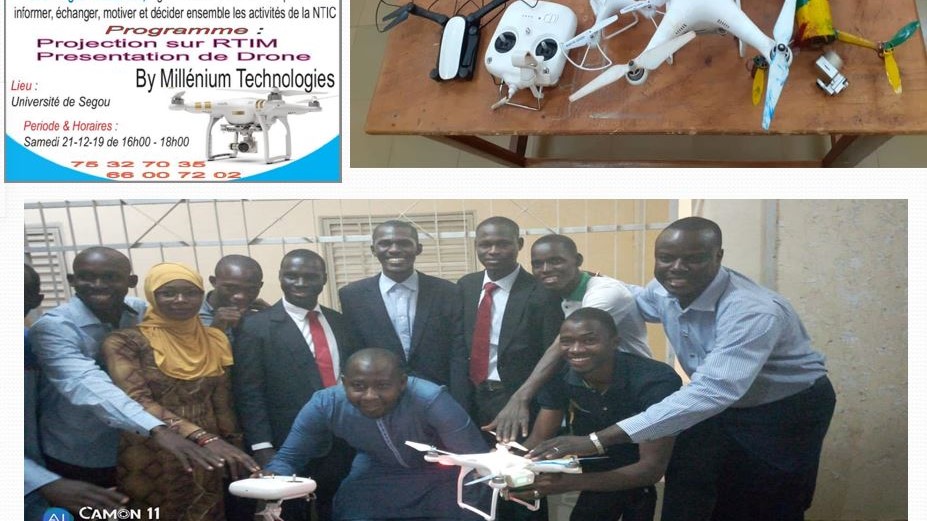 informer, échanger, motiver et décider ensemble les activités de la NTIC
Programme :
Projection sur RTIM
Presentation de Drone
By Millénium Technologies
Lieu :
Université de Segou
Periode & Horaires :
Samedi 21-12-19 de 16h00 - 18h00
75 32 70 35
66 00 72 02
AI CAMON 11